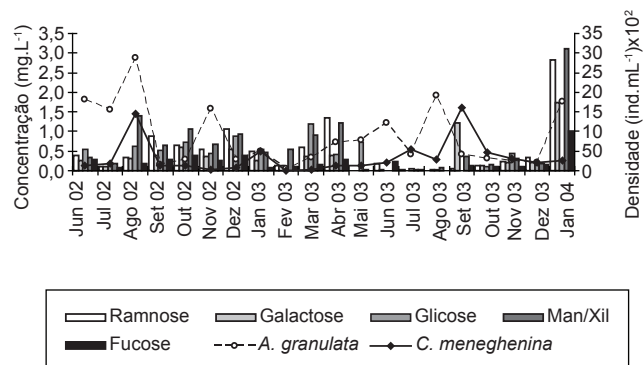 Concentração (mg.L-1)
3,5
3,0
2,5
2,0
1,5
1,0
0,5
0,0
35
30
25
20
15
10
50
0
Densidade (ind.mL-1)x10²
Jun 02
Jul 02
Ago 02
Set 02
Out 02
Nov 02
Dez 02
Jan 03
Fev 03
Mar 03
Abr 03
Mai 03
Jun 03
Jul 03
Ago 03
Set 03
Out 03
Nov 03
Dez 03
Jan 04
Ramnose Galactose Glicose Man/Xil
Fucose A. granulata C. meneghenina